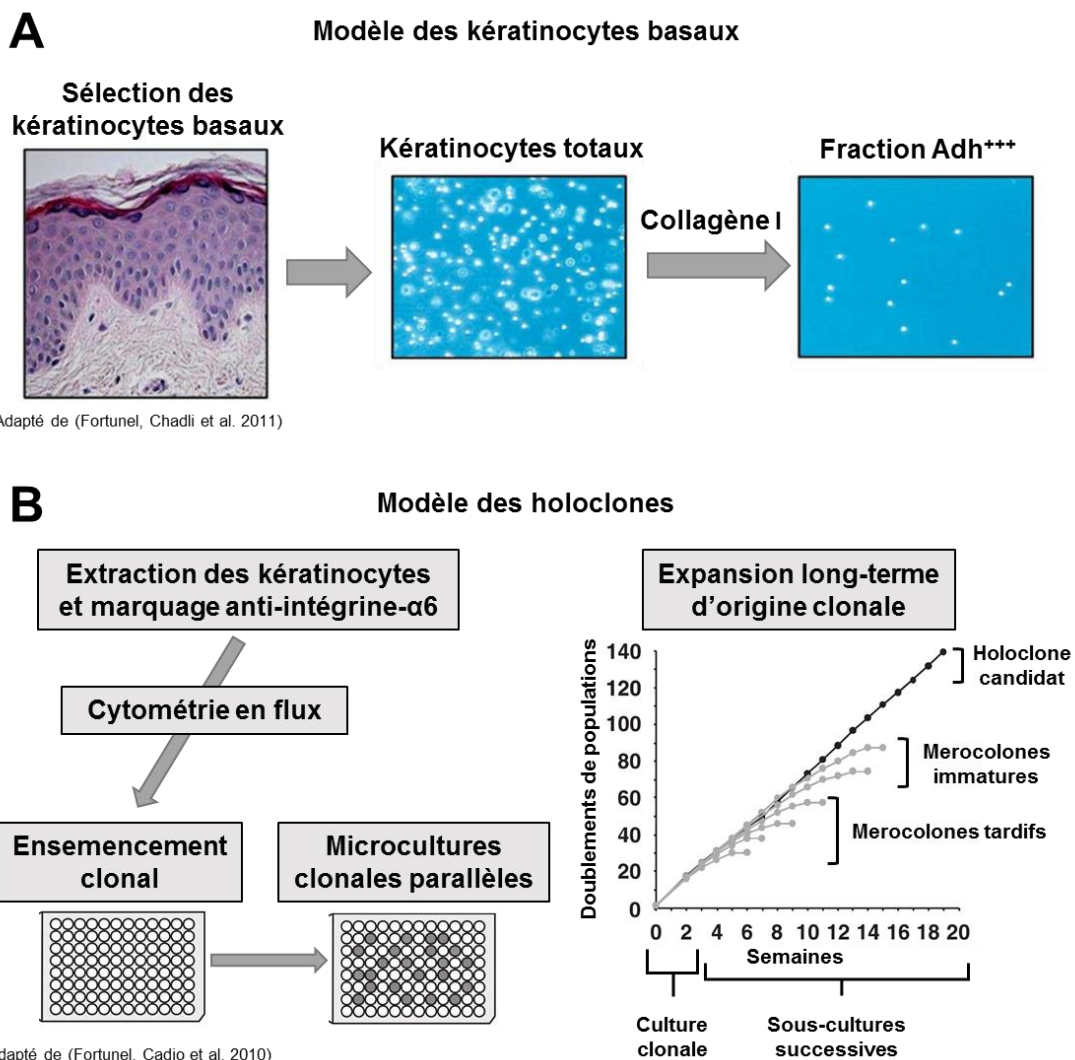 A
Modèle des kératinocytes basaux
Sélection des
kératinocytes basaux
Kératinocytes totaux
Fraction Adh+++
Collagène I
Adapté de (Fortunel, Chadli et al. 2011)
B
Modèle des holoclones
Extraction des kératinocytes
et marquage anti-intégrine-α6
Cytométrie en flux
Ensemencement
clonal
Microcultures
clonales parallèles
Adapté de (Fortunel, Cadio et al. 2010)
Expansion long-terme
d’origine clonale
Doublements de populations
140
120
100
80
60
40
20
0
0 2 4 6 8 10 12 14 16 18 20
Semaines
Holoclone
candidat
Merocolones
immatures
Merocolones tardifs
Culture
clonale
Sous-cultures
successives